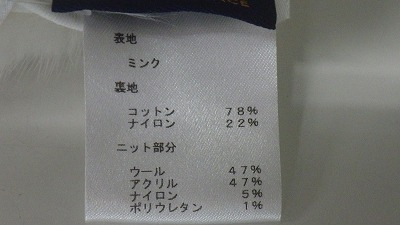 表地
ミンク
裏地
コットン 78%
ナイロン 22%
ニット部分
ウール 47%
アクリル 47%
ナイロン 5%
ポリウレタン 1%